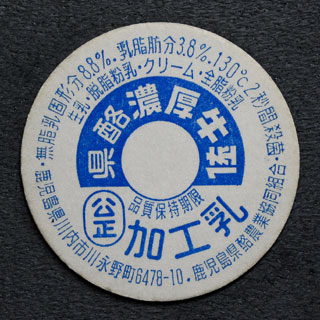 無脂乳固形分8.8%・乳脂肪分3.8%・130℃2秒間殺菌・
生乳・脱脂粉乳・クリーム・全脂粉乳
県酪濃厚牛
品質保持期限
公正
加工乳
鹿児島県川内市川永野町6478-10・鹿児島県酪農業協同組合・